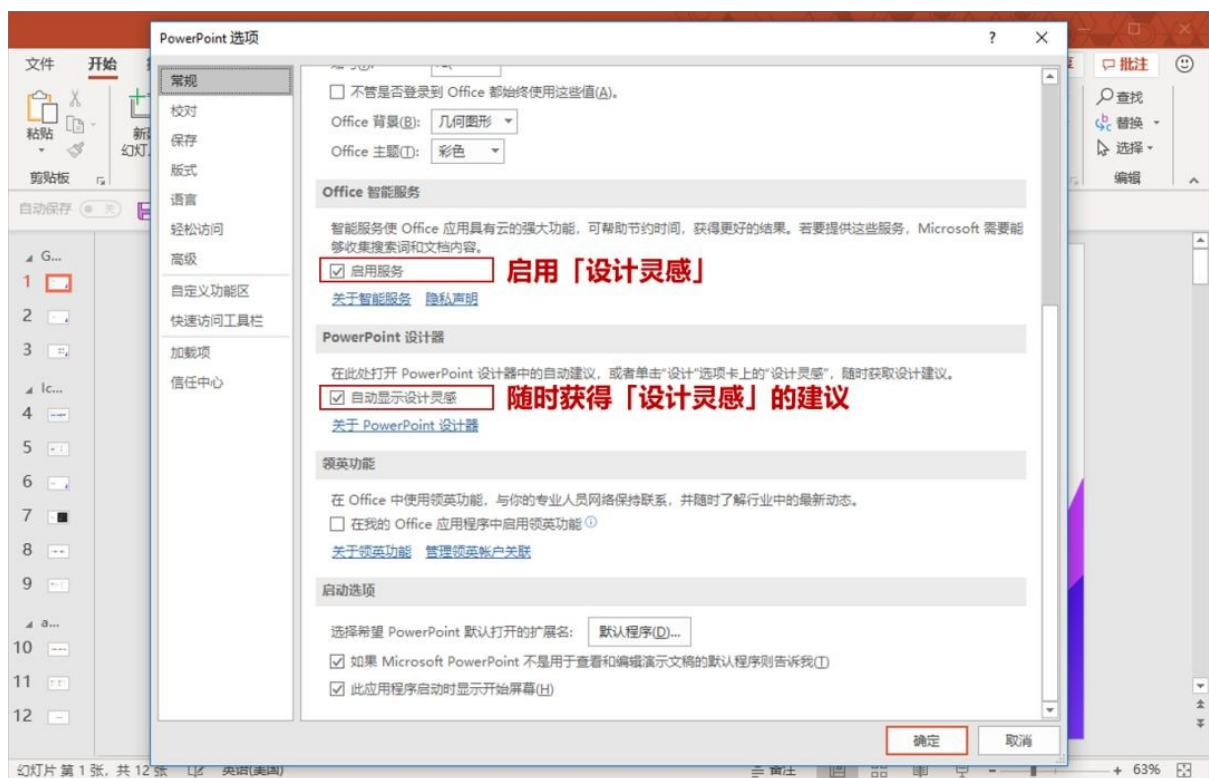 PowerPoint 选项
?
文件
开始
批注
粘贴
新建
幻灯片
剪贴板
查找
替换
选择
编辑
自动保存
关
常规
校对
保存
版式
语言
轻松访问
高级
自定义功能区
快速访问工具栏
加载项
信任中心
不管是否登录到 Office 都始终使用这些值(A)。
Office 背景(B): 几何图形
Office 主题(T): 彩色
Office 智能服务
智能服务使 Office 应用具有云的强大功能，可帮助节约时间，获得更好的结果。若要提供这些服务，Microsoft 需要能
够收集搜索词和文档内容。
启用服务 启用「设计灵感」
关于智能服务 隐私声明
PowerPoint 设计器
在此处打开 PowerPoint 设计器中的自动建议，或者单击“设计”选项卡上的“设计灵感”，随时获取设计建议。
自动显示设计灵感 随时获得「设计灵感」的建议
关于 PowerPoint 设计器
领英功能
在 Office 中使用领英功能，与你的专业人员网络保持联系，并随时了解行业中的最新动态。
在我的 Office 应用程序中启用领英功能
关于领英功能 管理领英帐户关联
启动选项
选择希望 PowerPoint 默认打开的扩展名: 默认程序(D)...
如果 Microsoft PowerPoint 不是用于查看和编辑演示文稿的默认程序则告诉我(T)
此应用程序启动时显示开始屏幕(H)
确定 取消
G...
1
2
3
Ic...
4
5
6
7
8
9
a...
10
11
12
幻灯片 第 1 张，共 12 张 英语(美国) 备注 63%